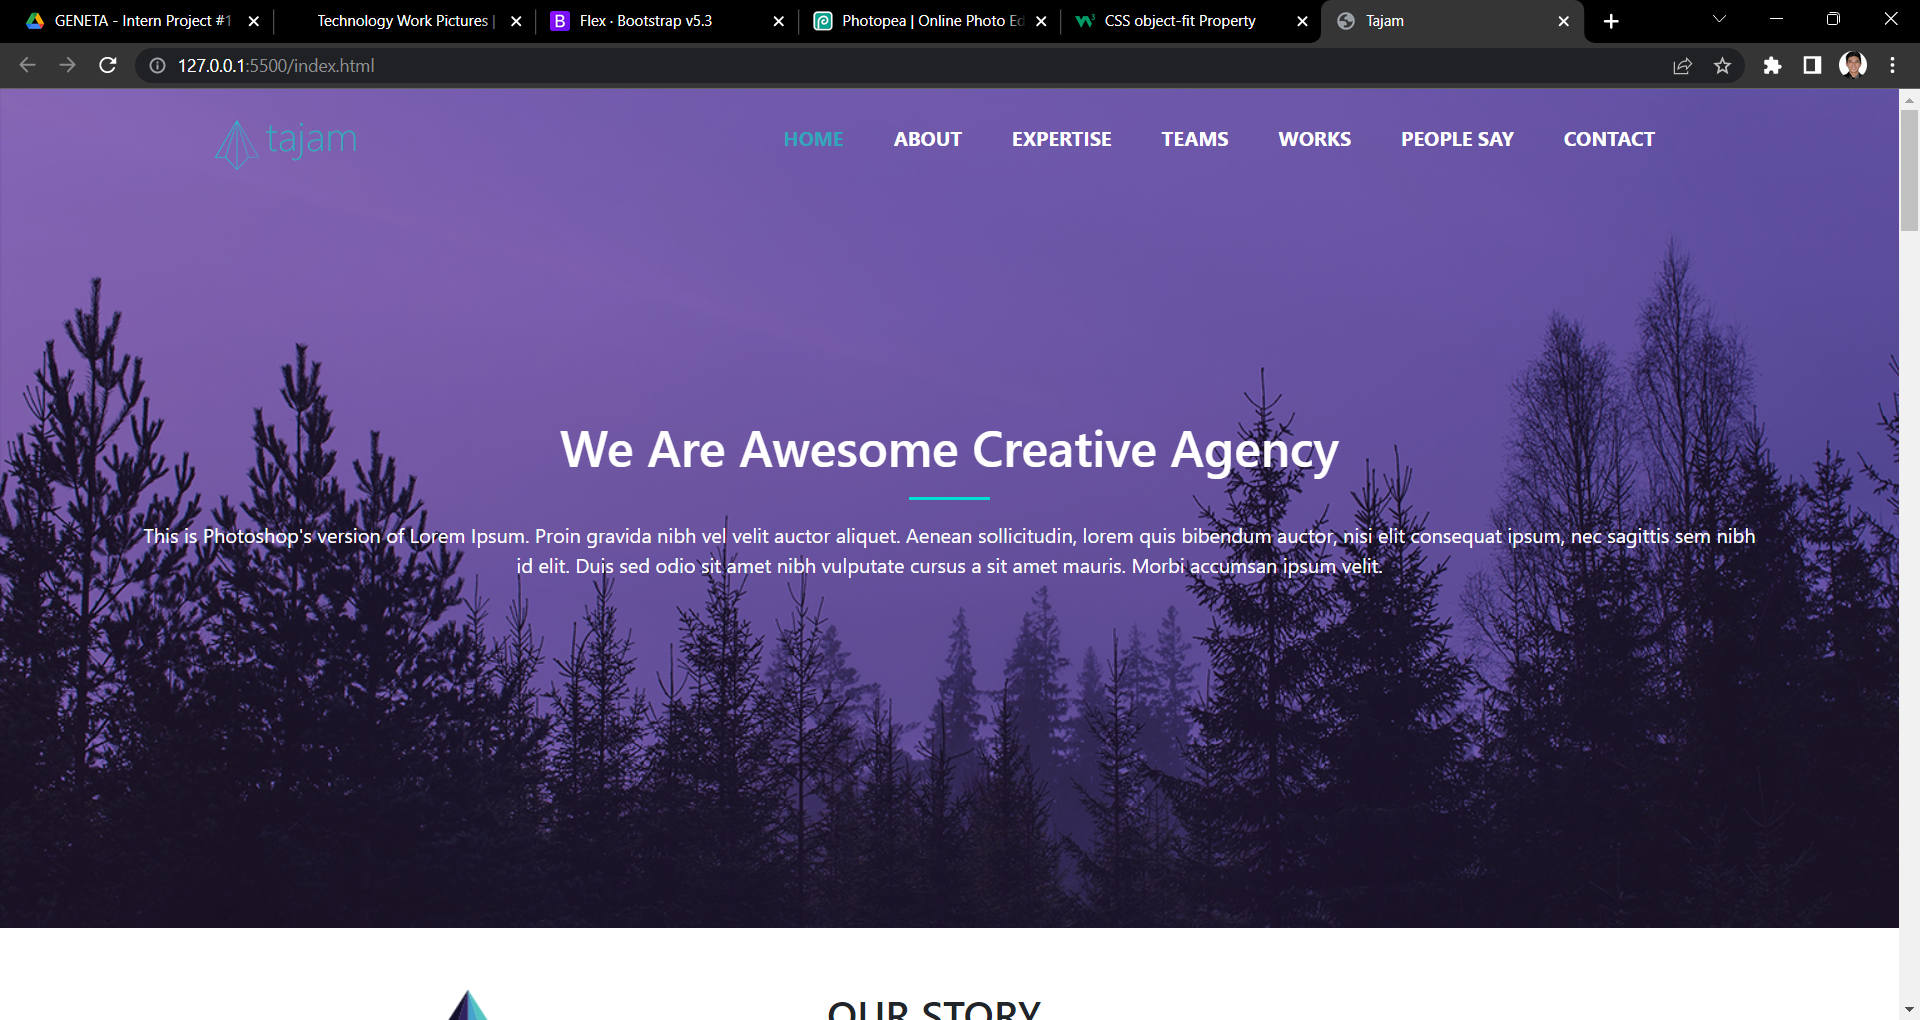 GENETA - Intern Project #1
Technology Work Pictures |
Flex · Bootstrap v5.3
Photopea | Online Photo Ed
CSS object-fit Property
Tajam
127.0.0.1:5500/index.html
tajam
HOME ABOUT EXPERTISE TEAMS WORKS PEOPLE SAY CONTACT
We Are Awesome Creative Agency
This is Photoshop's version of Lorem Ipsum. Proin gravida nibh vel velit auctor aliquet. Aenean sollicitudin, lorem quis bibendum auctor, nisi elit consequat ipsum, nec sagittis sem nibh
id elit. Duis sed odio sit amet nibh vulputate cursus a sit amet mauris. Morbi accumsan ipsum velit.
OUR STORY